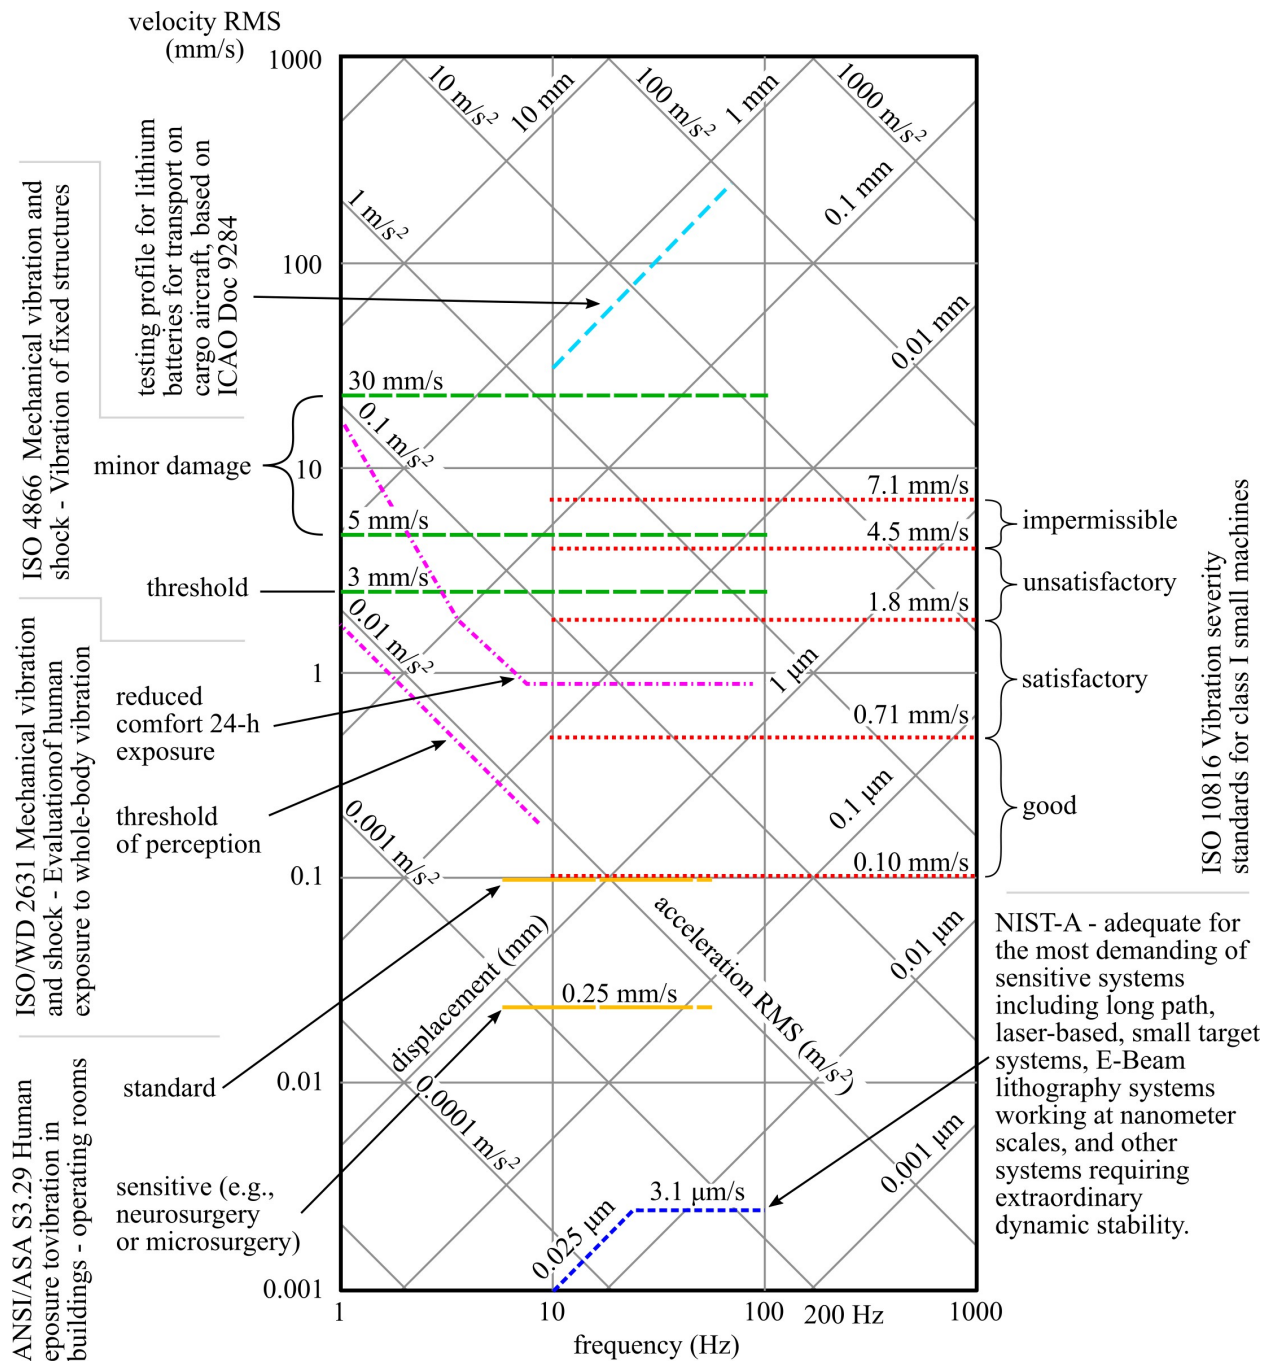 velocity RMS
(mm/s)
1000
100
10
1
0.1
0.01
0.001
1
10
100
200 Hz
1000
frequency (Hz)
10 m/s²
10 mm
100 m/s²
1 mm
1000 m/s²
1 m/s²
0.1 mm
0.01 mm
30 mm/s
0.1 m/s²
7.1 mm/s
5 mm/s
4.5 mm/s
3 mm/s
1.8 mm/s
0.01 m/s²
1 µm
0.71 mm/s
0.1 µm
0.001 m/s²
0.10 mm/s
displacement (mm)
acceleration RMS (m/s²)
0.01 µm
0.25 mm/s
0.0001 m/s²
0.001 µm
3.1 µm/s
0.025 µm
testing profile for lithium
batteries for transport on
cargo aircraft, based on
ICAO Doc 9284
ISO 4866 Mechanical vibration and
shock - Vibration of fixed structures
minor damage
threshold
ISO/WD 2631 Mechanical vibration
and shock - Evaluationof human
exposure to whole-body vibration
reduced
comfort 24-h
exposure
threshold
of perception
ANSI/ASA S3.29 Human
eposure tovibration in
buildings - operating rooms
standard
sensitive (e.g.,
neurosurgery
or microsurgery)
impermissible
unsatisfactory
satisfactory
good
ISO 10816 Vibration severity
standards for class I small machines
NIST-A - adequate for
the most demanding of
sensitive systems
including long path,
laser-based, small target
systems, E-Beam
lithography systems
working at nanometer
scales, and other
systems requiring
extraordinary
dynamic stability.